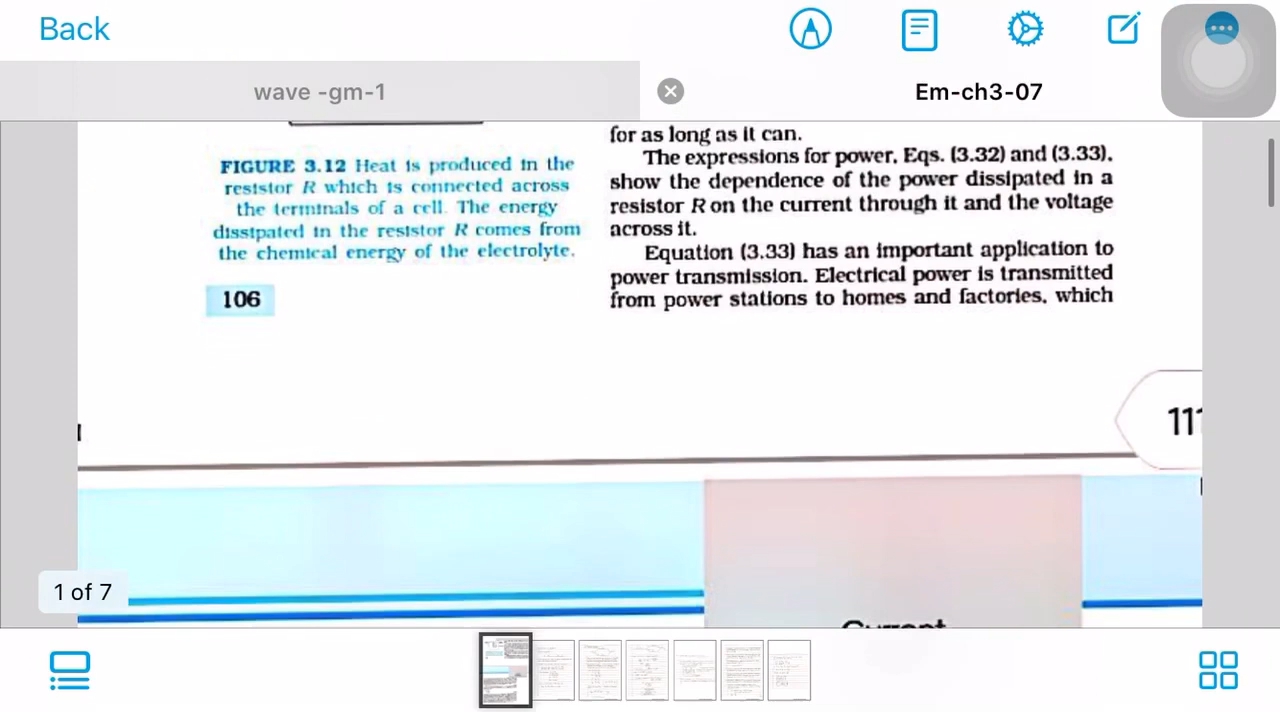 Back
wave -gm-1
Em-ch3-07
for as long as it can.
The expressions for power, Eqs. (3.32) and (3.33),
show the dependence of the power dissipated in a
resistor R on the current through it and the voltage
across it.
Equation (3.33) has an important application to
power transmission. Electrical power is transmitted
from power stations to homes and factories, which
FIGURE 3.12 Heat is produced in the
resistor R which is connected across
the terminals of a cell. The energy
dissipated in the resistor R comes from
the chemical energy of the electrolyte.
106
111
1 of 7
Current